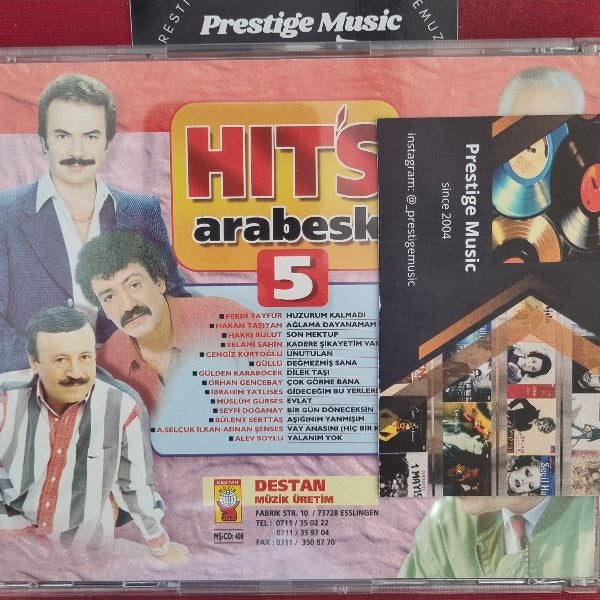 Prestige Music
HIT'S
arabesk
5
FERDİ TAYFUR HUZURUM KALMADI
HAKAN TAŞIYAN AĞLAMA DAYANAMAM
HAKKI BULUT SON MEKTUP
SELAMİ ŞAHİN KADERE ŞİKAYETİM VAR
CENGİZ KURTOĞLU UNUTULAN
GÜLLÜ DEĞMEZMİŞ SANA
GÜLDEN KARABÖCEK DİLEK TAŞI
ORHAN GENCEBAY ÇOK GÖRME BANA
İBRAHİM TATLISES GİDECEĞİM BU YERLERDEN
MÜSLÜM GÜRSES EVLAT
SEYFİ DOĞANAY BİR GÜN DÖNECEKSİN
BÜLENT SERTTAŞ AŞIĞINIM YANMIŞIM
A.SELÇUK İLKAN-ADNAN ŞENSES VAY ANASINI (HİÇ BİR
ALEV SOYLU YALANIM YOK
DESTAN
MÜZİK ÜRETİM
FABRIK STR. 10 / 73728 ESSLINGEN
TEL : 0711 / 35 02 22
0711 / 35 97 04
FAX : 0711 / 350 87 70
MŞ-CD: 400
Prestige Music
since 2004
instagram: @_prestigemusic
1 MAYIS